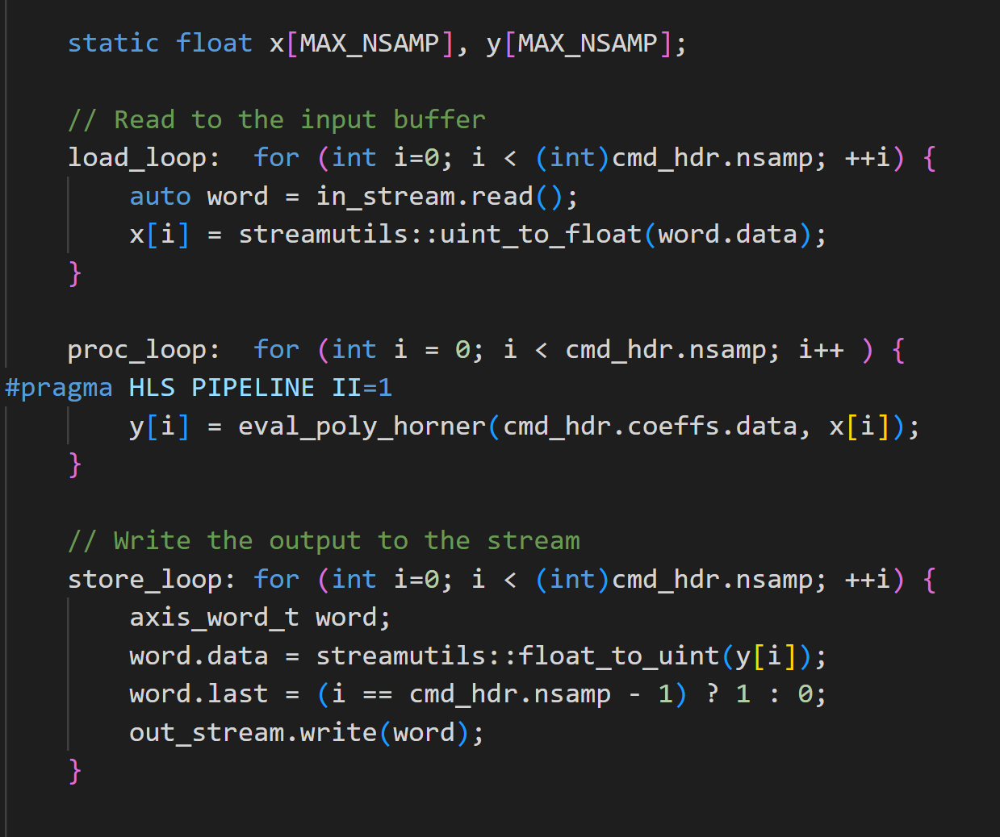 static float x[MAX_NSAMP], y[MAX_NSAMP];
// Read to the input buffer
load_loop:  for (int i=0; i < (int)cmd_hdr.nsamp; ++i) {
auto word = in_stream.read();
x[i] = streamutils::uint_to_float(word.data);
}
proc_loop:  for (int i = 0; i < cmd_hdr.nsamp; i++ ) {
#pragma HLS PIPELINE II=1
y[i] = eval_poly_horner(cmd_hdr.coeffs.data, x[i]);
}
// Write the output to the stream
store_loop: for (int i=0; i < (int)cmd_hdr.nsamp; ++i) {
axis_word_t word;
word.data = streamutils::float_to_uint(y[i]);
word.last = (i == cmd_hdr.nsamp - 1) ? 1 : 0;
out_stream.write(word);
}